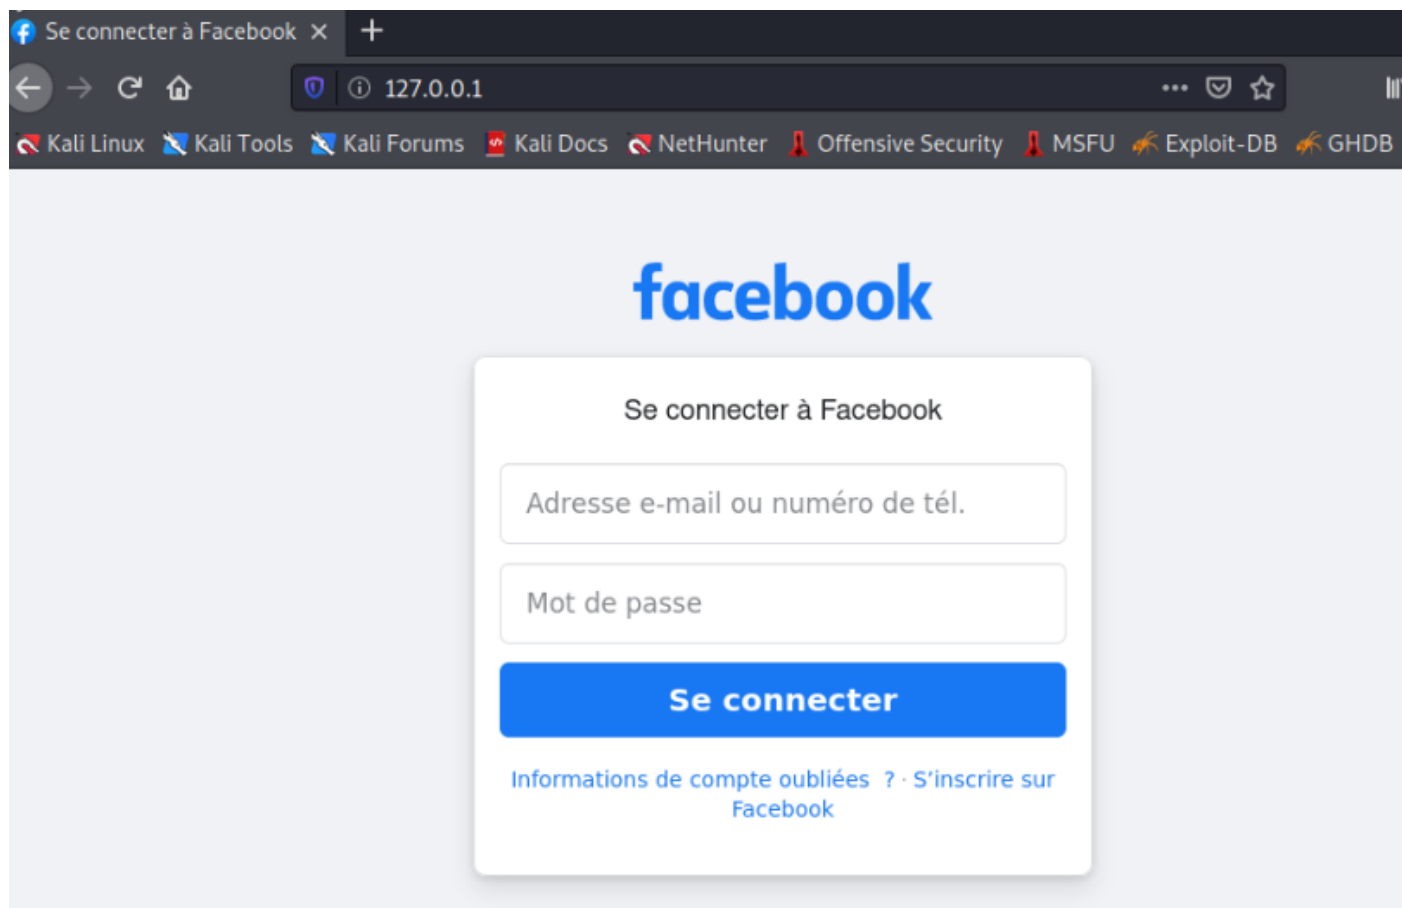 Se connecter à Facebook
127.0.0.1
Kali Linux Kali Tools Kali Forums Kali Docs NetHunter Offensive Security MSFU Exploit-DB GHDB
facebook
Se connecter à Facebook
Adresse e-mail ou numéro de tél.
Mot de passe
Se connecter
Informations de compte oubliées ? · S’inscrire sur
Facebook